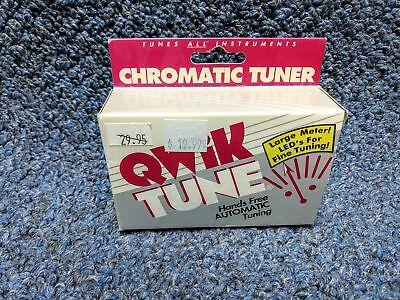 TUNES ALL INSTRUMENTS
CHROMATIC TUNER
29.95
QWIK
TUNE
Large Meter!
LED's For
Fine Tuning!
Hands Free
AUTOMATIC
Tuning